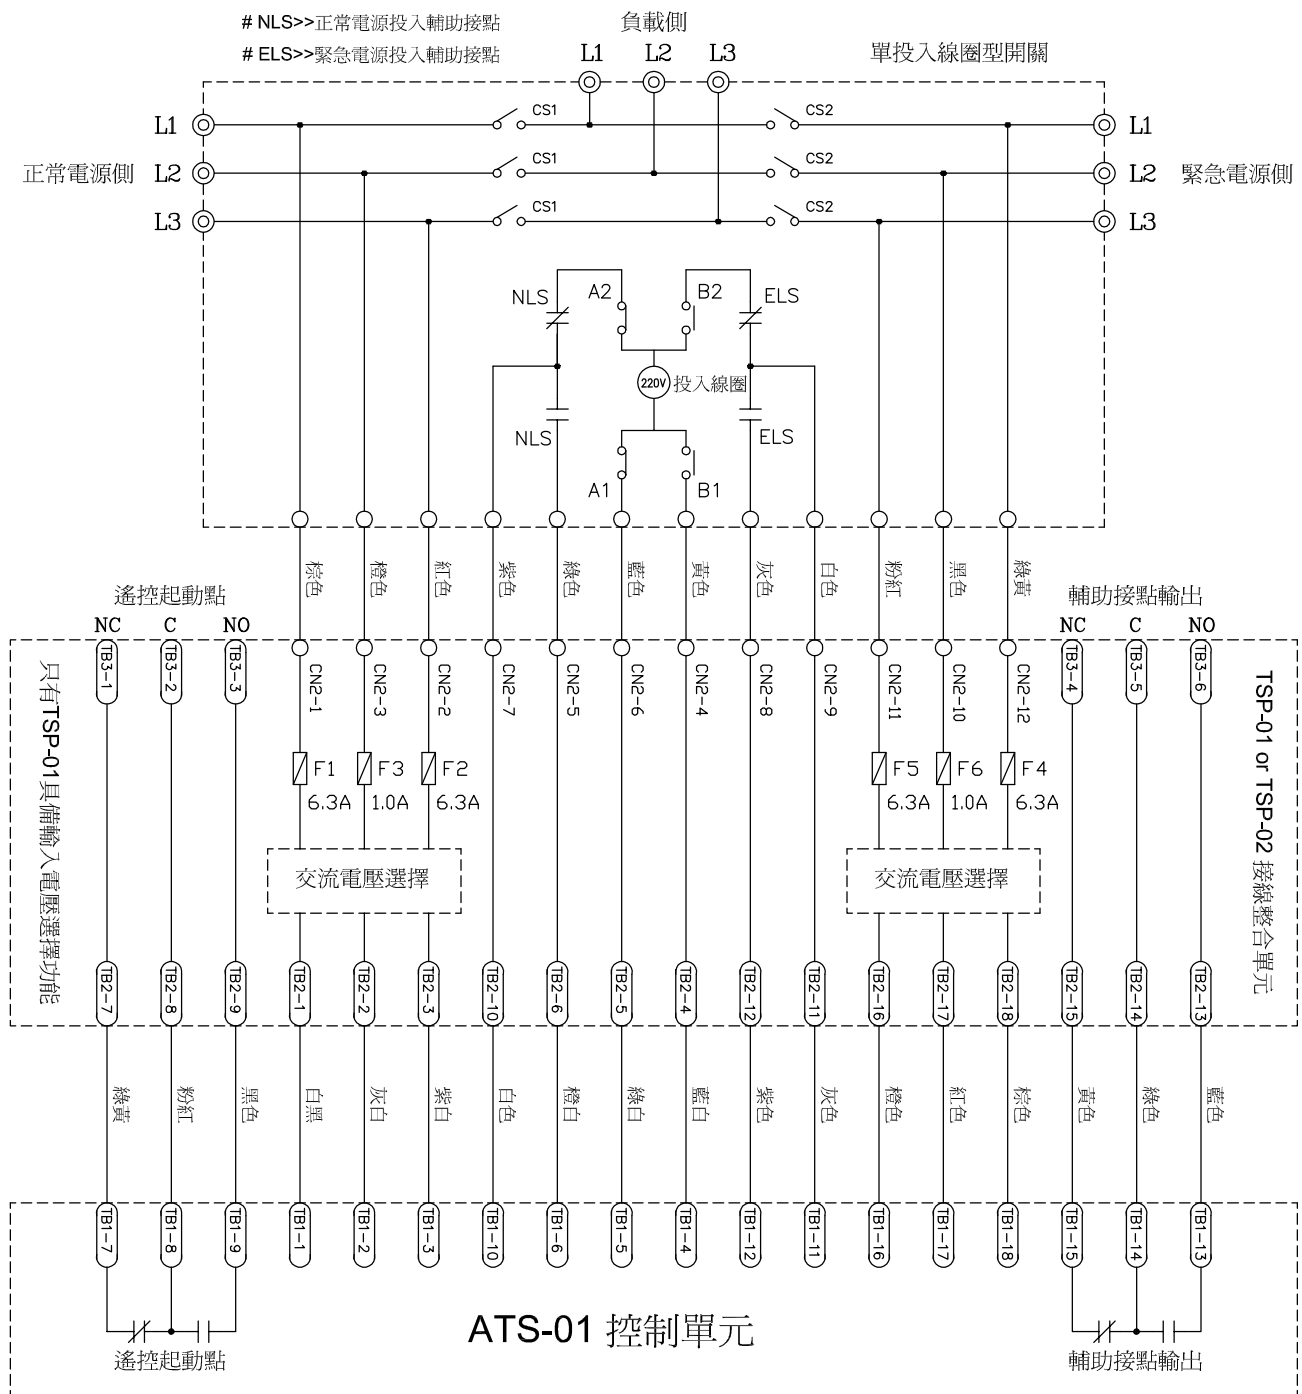 # NLS>>正常電源投入輔助接點
負載側
# ELS>>緊急電源投入輔助接點
L1 L2 L3
單投入線圈型開關
L1 CS1 CS2 L1
正常電源側 L2 CS1 CS2 L2 緊急電源側
L3 CS1 CS2 L3
NLS A2 B2 ELS
220V 投入線圈
NLS ELS
A1 B1
棕色 橙色 紅色 紫色 綠色 藍色 黃色 灰色 白色 粉紅 黑色 綠黃
遙控起動點
輔助接點輸出
NC C NO
NC C NO
TB3-1 TB3-2 TB3-3
CN2-1 CN2-3 CN2-2 CN2-7 CN2-5 CN2-6 CN2-4 CN2-8 CN2-9 CN2-11 CN2-10 CN2-12
TB3-4 TB3-5 TB3-6
只有TSP-01具備輸入電壓選擇功能
TSP-01 or TSP-02 接線整合單元
F1 F3 F2 F5 F6 F4
6.3A 1.0A 6.3A 6.3A 1.0A 6.3A
交流電壓選擇
交流電壓選擇
TB2-7 TB2-8 TB2-9 TB2-1 TB2-2 TB2-3 TB2-10 TB2-6 TB2-5 TB2-4 TB2-12 TB2-11 TB2-16 TB2-17 TB2-18 TB2-15 TB2-14 TB2-13
綠黃 粉紅 黑色 白黑 灰白 紫白 白色 橙白 綠白 藍白 紫色 灰色 橙色 紅色 棕色 黃色 綠色 藍色
TB1-7 TB1-8 TB1-9 TB1-1 TB1-2 TB1-3 TB1-10 TB1-6 TB1-5 TB1-4 TB1-12 TB1-11 TB1-16 TB1-17 TB1-18 TB1-15 TB1-14 TB1-13
ATS-01 控制單元
遙控起動點
輔助接點輸出